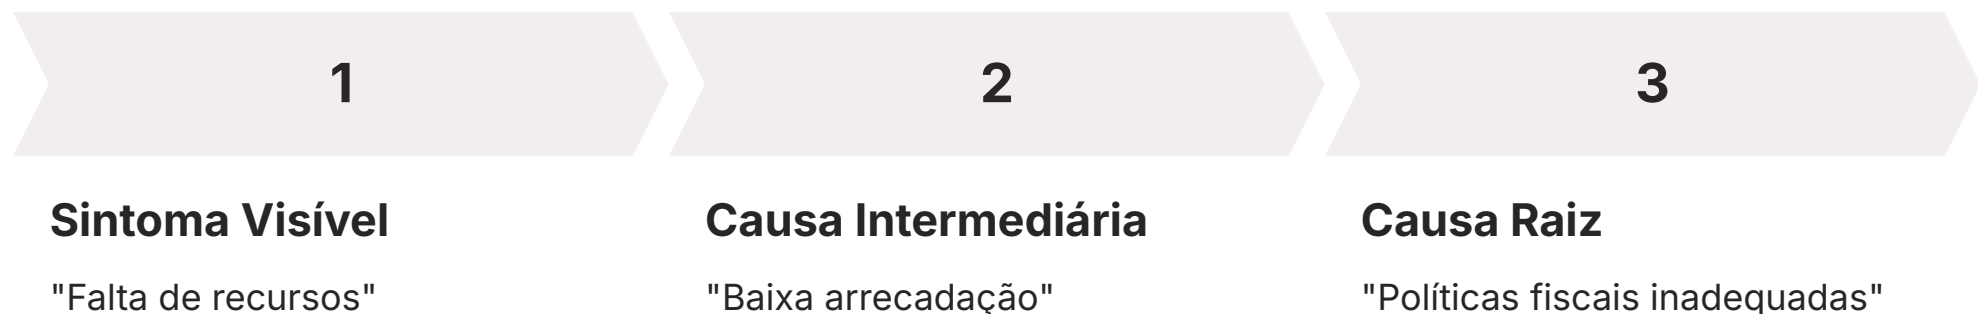 1
2
3
Sintoma Visível
Causa Intermediária
Causa Raiz
"Falta de recursos"
"Baixa arrecadação"
"Políticas fiscais inadequadas"